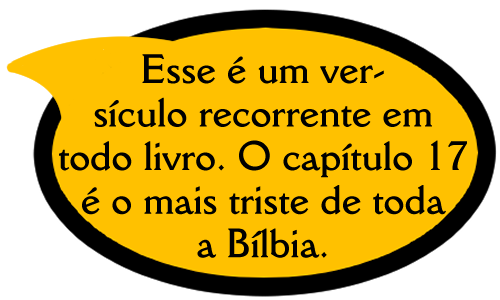 Esse é um ver-
sículo recorrente em
todo livro. O capítulo 17
é o mais triste de toda
a Bílbia.